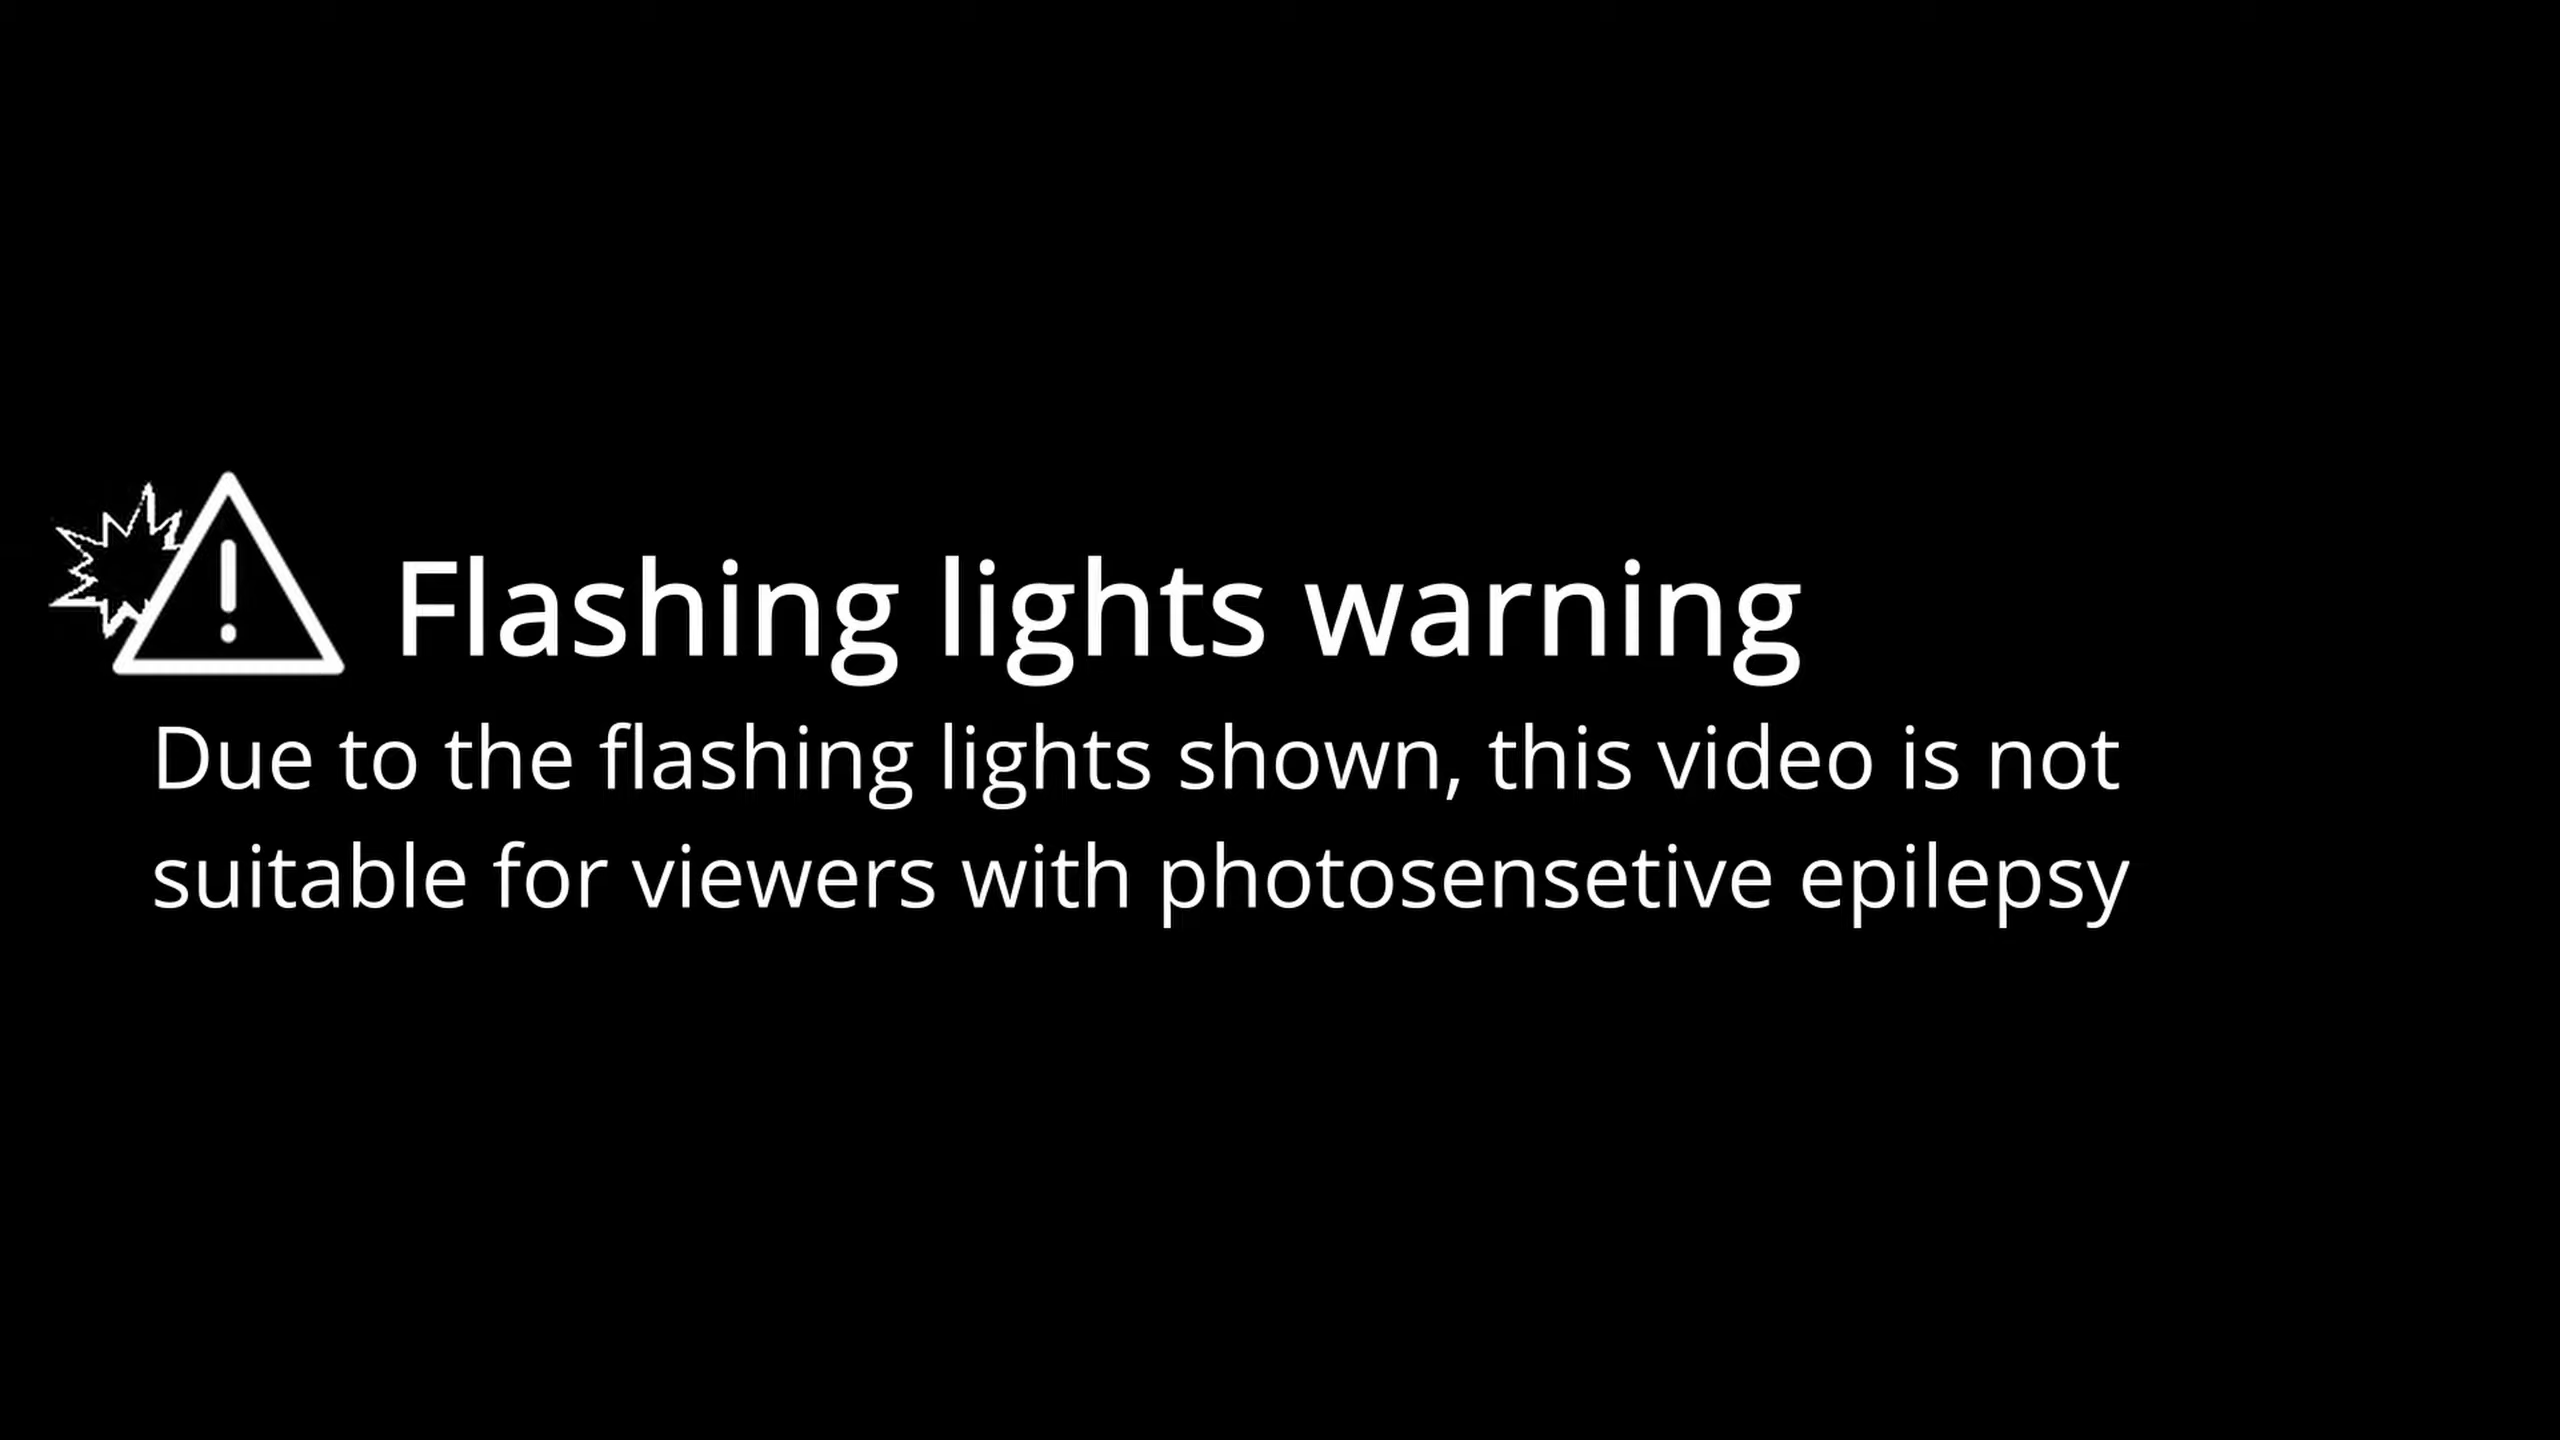 Flashing lights warning
Due to the flashing lights shown, this video is not
suitable for viewers with photosensetive epilepsy